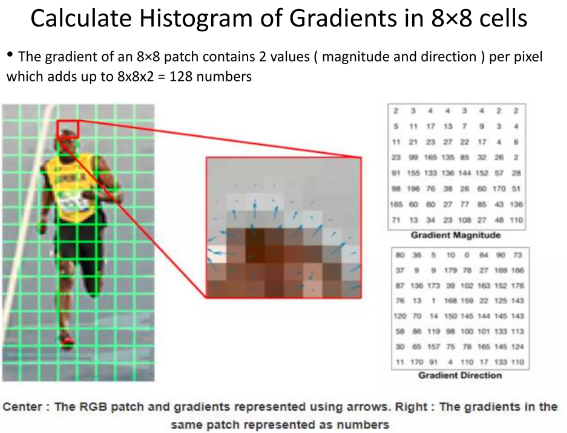 Calculate Histogram of Gradients in 8×8 cells
• The gradient of an 8×8 patch contains 2 values ( magnitude and direction ) per pixel
which adds up to 8x8x2 = 128 numbers
2 3 4 4 3 4 2 2
5 11 17 13 7 9 3 4
11 21 23 27 22 17 4 6
23 99 165 135 85 32 26 2
91 155 133 136 144 152 57 28
98 196 76 38 26 60 170 51
165 60 60 27 77 85 43 136
71 13 34 23 108 27 48 110
Gradient Magnitude
80 36 5 10 0 64 90 73
37 9 9 179 78 27 169 166
87 136 173 39 102 163 152 176
76 13 1 168 159 22 125 143
120 70 14 150 145 144 145 143
58 86 119 98 100 101 133 113
30 65 157 75 78 165 145 124
11 170 91 4 110 17 133 110
Gradient Direction
Center : The RGB patch and gradients represented using arrows. Right : The gradients in the
same patch represented as numbers